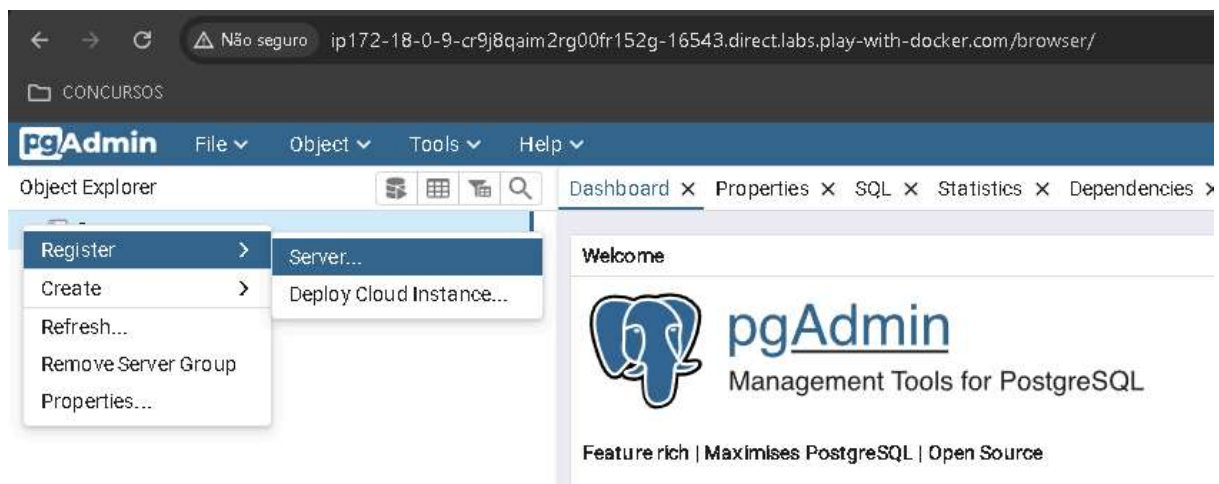 Não seguro ip172-18-0-9-cr9j8qaim2rg00fr152g-16543.direct.labs.play-with-docker.com/browser/
CONCURSOS
pgAdmin File Object Tools Help
Object Explorer
Dashboard Properties SQL Statistics Dependencies
Register
Server...
Create
Deploy Cloud Instance...
Refresh...
Remove Server Group
Properties...
Welcome
pgAdmin
Management Tools for PostgreSQL
Feature rich | Maximises PostgreSQL | Open Source